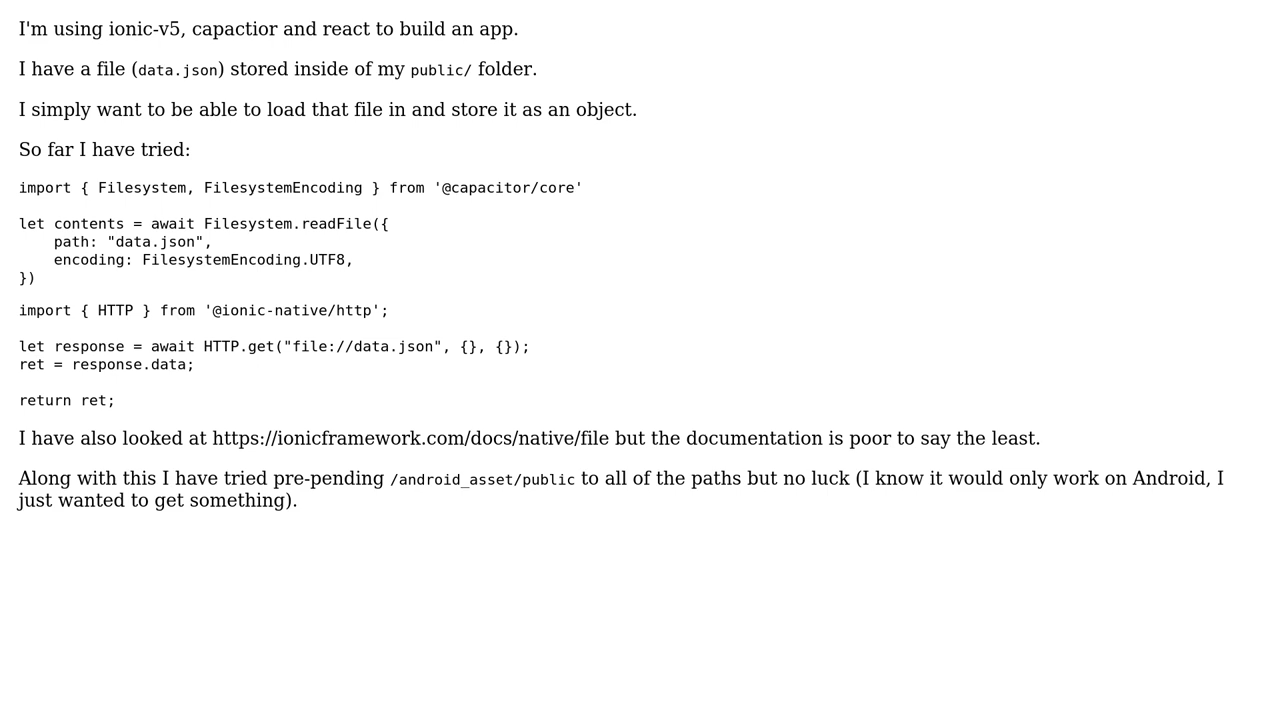 I'm using ionic-v5, capactior and react to build an app.
I have a file (data.json) stored inside of my public/ folder.
I simply want to be able to load that file in and store it as an object.
So far I have tried:
import { Filesystem, FilesystemEncoding } from '@capacitor/core'
let contents = await Filesystem.readFile({
    path: "data.json",
    encoding: FilesystemEncoding.UTF8,
})
import { HTTP } from '@ionic-native/http';
let response = await HTTP.get("file://data.json", {}, {});
ret = response.data;
return ret;
I have also looked at https://ionicframework.com/docs/native/file but the documentation is poor to say the least.
Along with this I have tried pre-pending /android_asset/public to all of the paths but no luck (I know it would only work on Android, I
just wanted to get something).